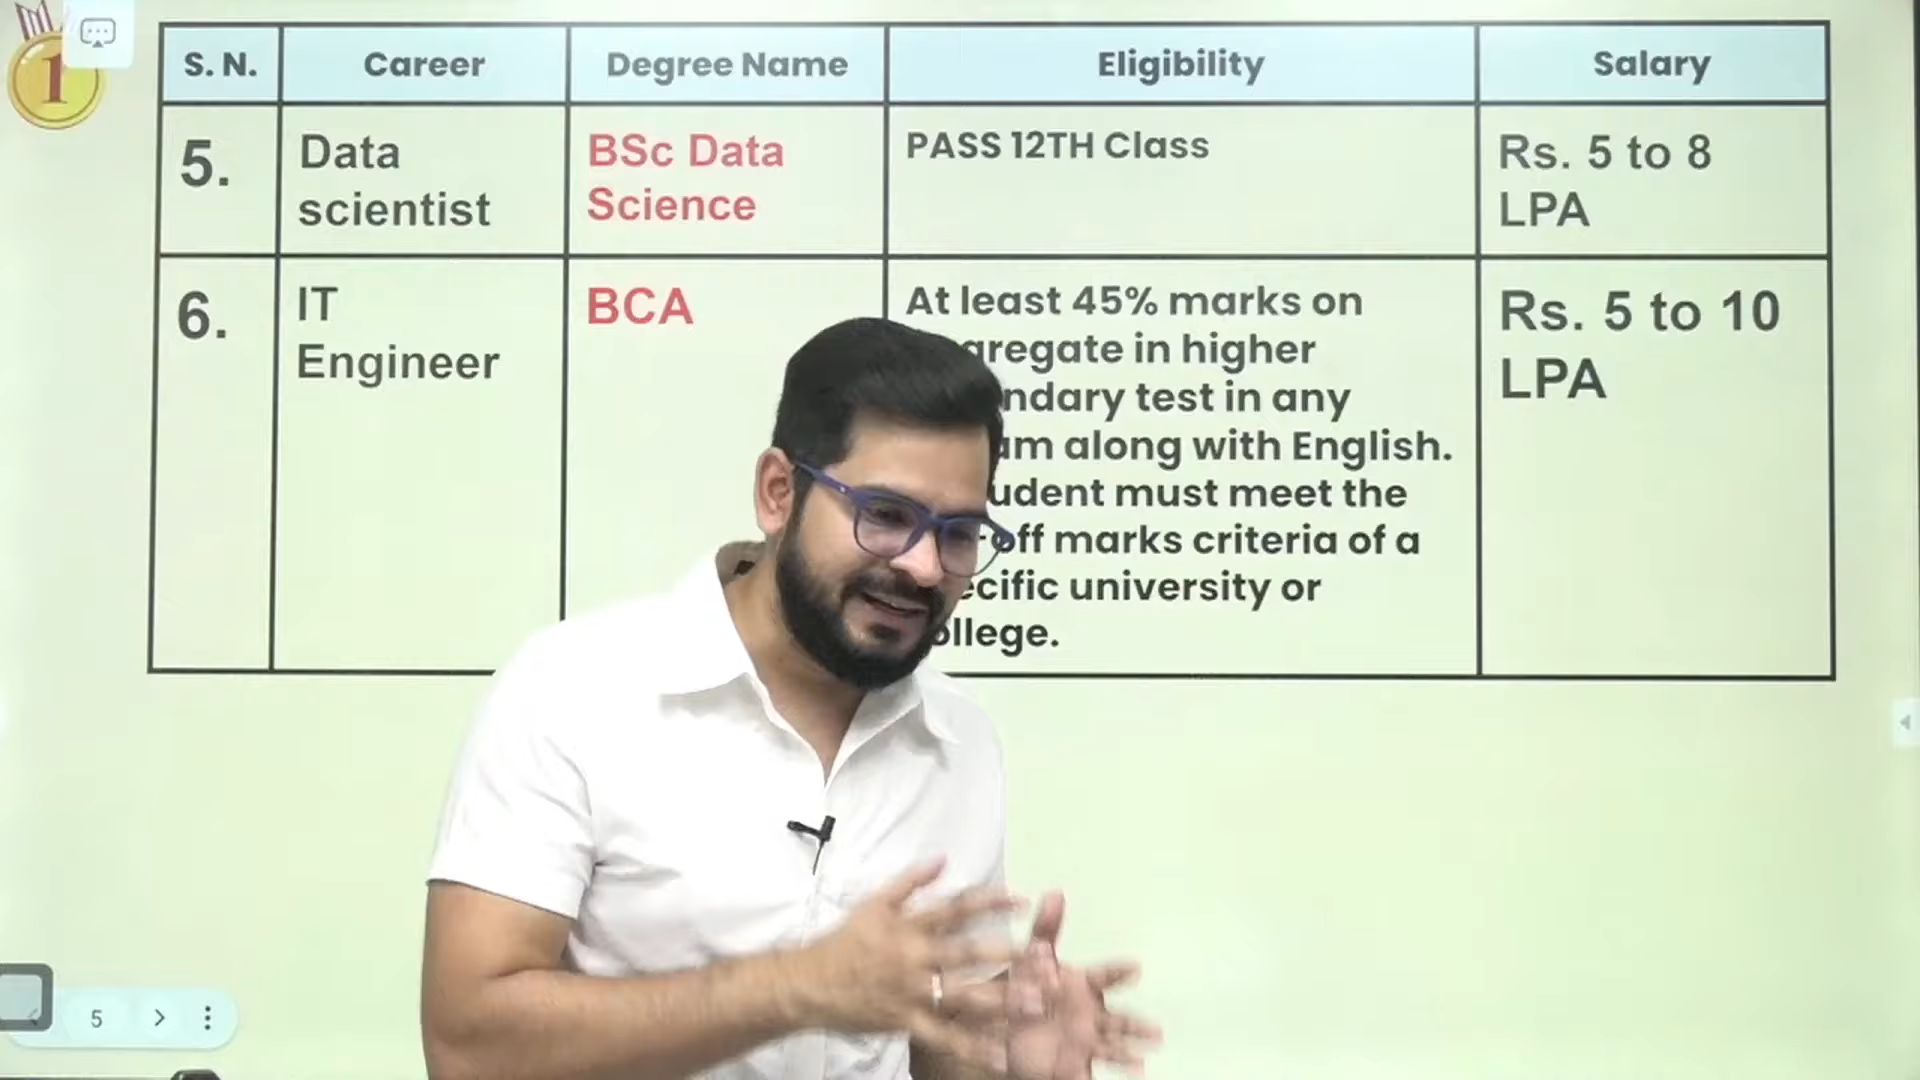 1
S. N.
Career
Degree Name
Eligibility
Salary
5.
Data
scientist
BSc Data
Science
PASS 12TH Class
Rs. 5 to 8
LPA
6.
IT
Engineer
BCA
At least 45% marks on
in higher
test in any
along with English.
must meet the
marks criteria of a
university or
Rs. 5 to 10
LPA
5